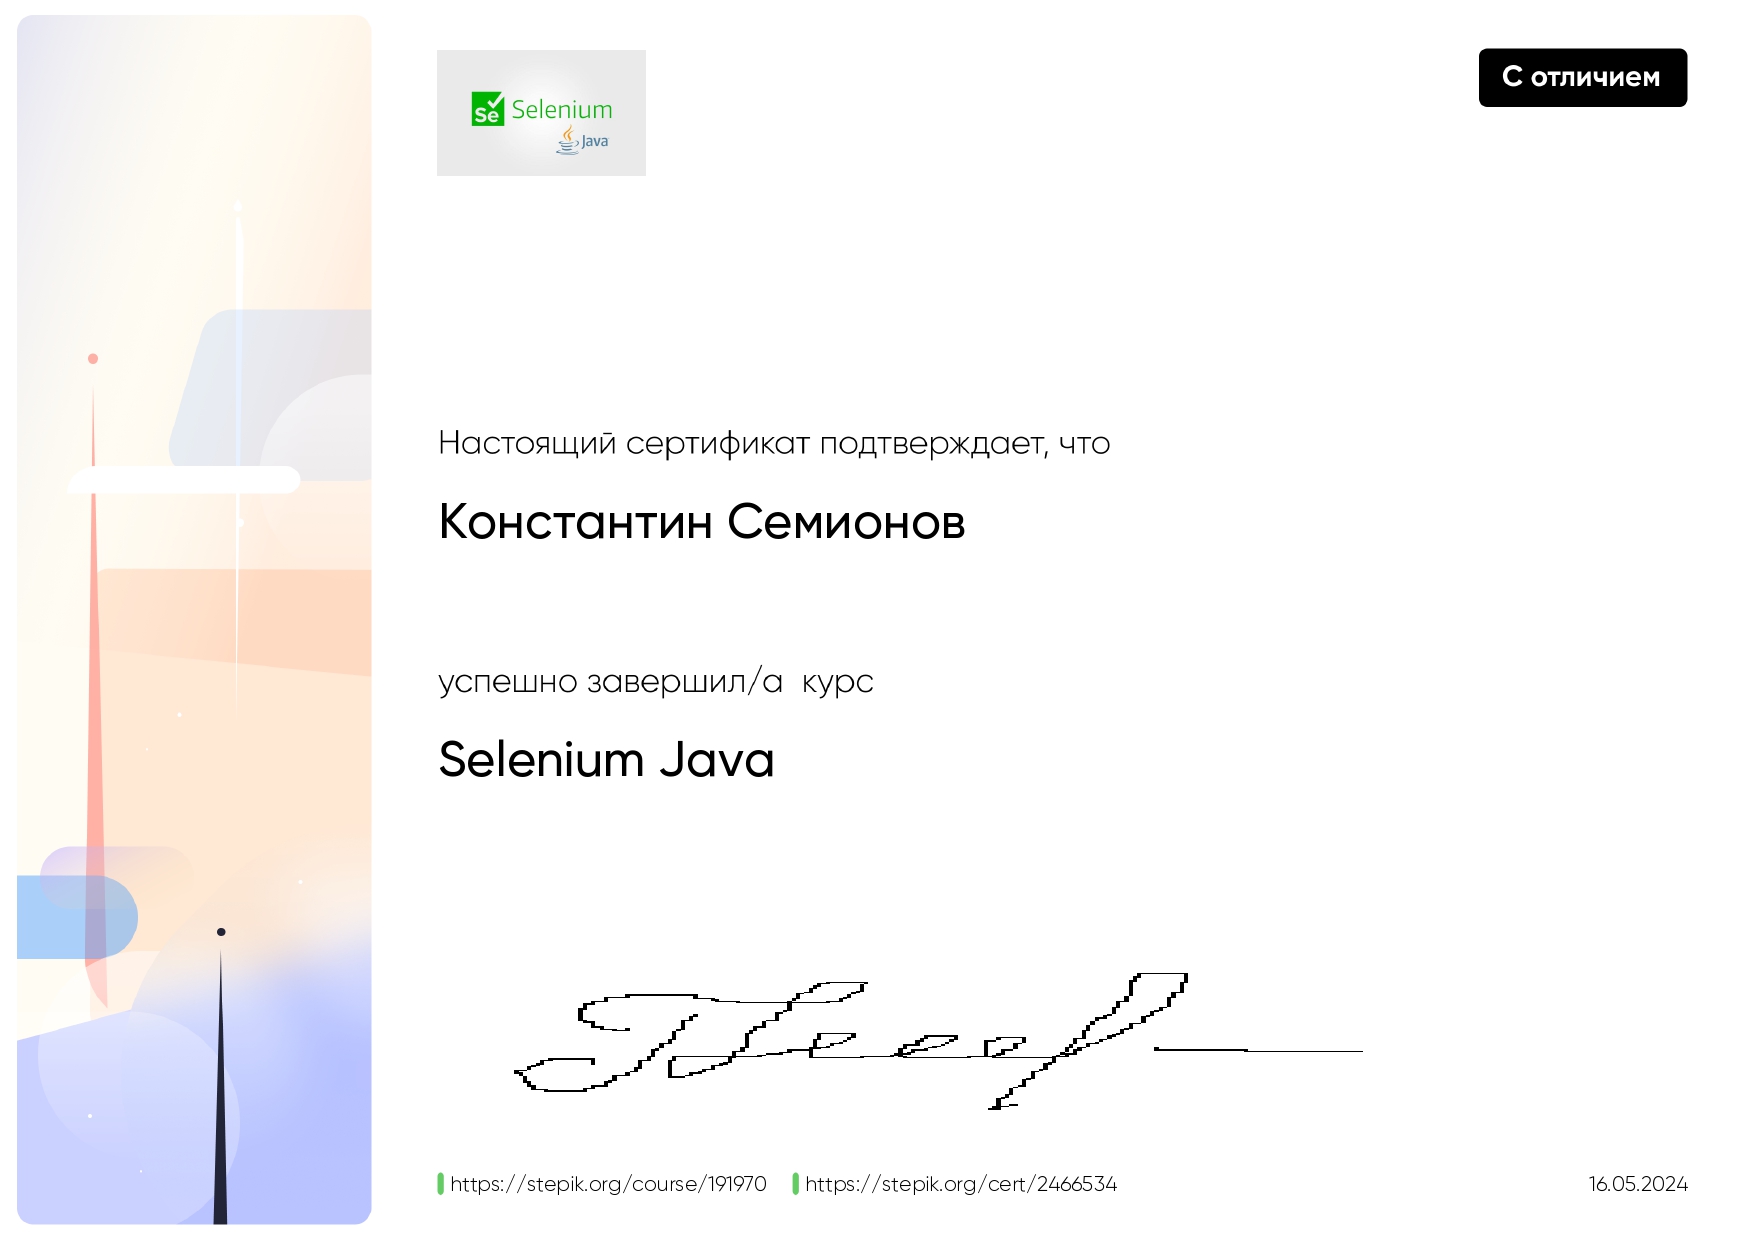 Se Selenium
Java
С отличием
Настоящий сертификат подтверждает, что
Константин Семионов
успешно завершил/а курс
Selenium Java
https://stepik.org/course/191970 https://stepik.org/cert/2466534 16.05.2024